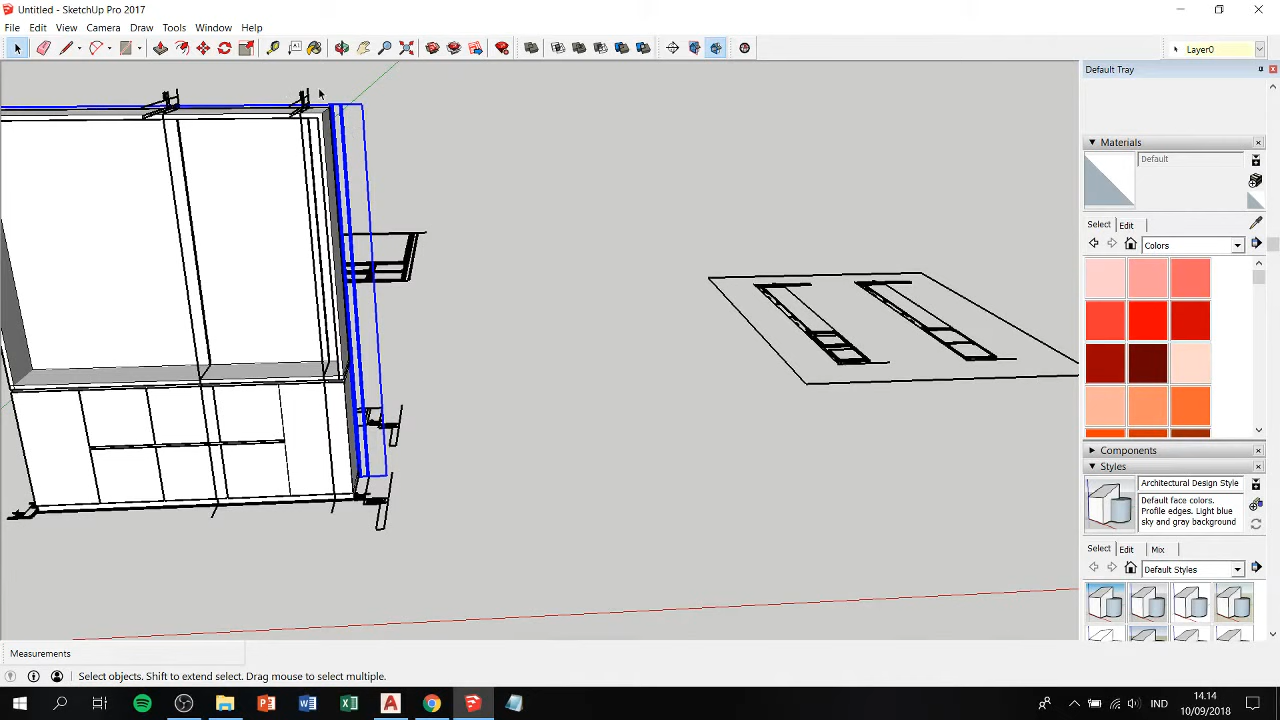 Untitled - SketchUp Pro 2017
File Edit View Camera Draw Tools Window Help
Layer0
Default Tray
Materials
Default
Select Edit
Colors
Components
Styles
Architectural Design Style
Default face colors.
Profile edges. Light blue
sky and gray background
Select Edit Mix
Default Styles
Measurements
Select objects. Shift to extend select. Drag mouse to select multiple.
IND
14.14
10/09/2018